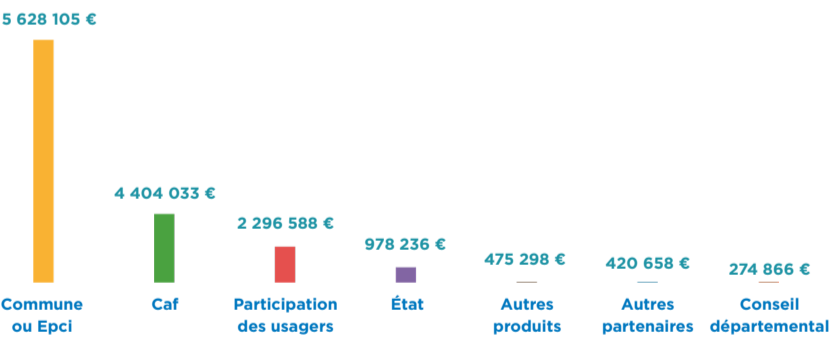 5 628 105 €
4 404 033 €
2 296 588 €
978 236 €
475 298 €
420 658 €
274 866 €
Commune
ou Epci
Caf
Participation
des usagers
État
Autres
produits
Autres
partenaires
Conseil
départemental